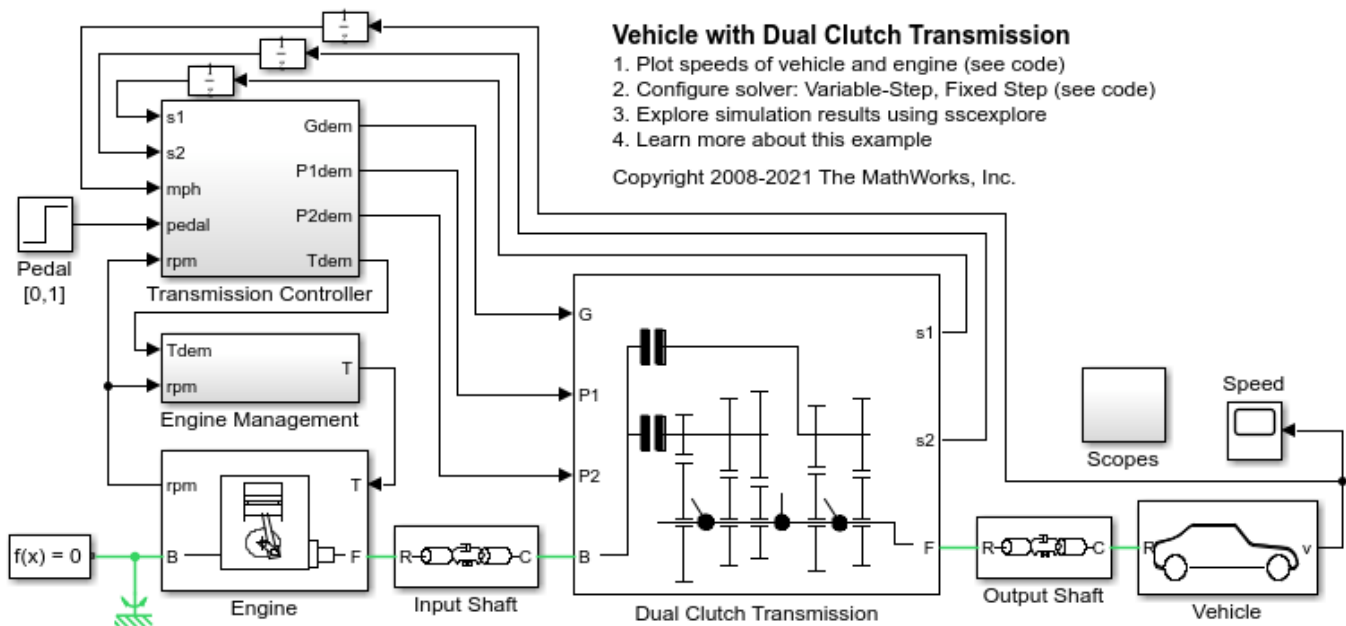 1
z
1
z
1
z
Vehicle with Dual Clutch Transmission
1. Plot speeds of vehicle and engine (see code)
2. Configure solver: Variable-Step, Fixed Step (see code)
3. Explore simulation results using sscexplore
4. Learn more about this example
Copyright 2008-2021 The MathWorks, Inc.
s1
s2
mph
pedal
rpm
Gdem
P1dem
P2dem
Tdem
Transmission Controller
Pedal
[0,1]
Tdem
rpm
T
Engine Management
rpm
T
B
F
Engine
f(x) = 0
R
C
Input Shaft
G
P1
P2
B
s1
s2
F
Dual Clutch Transmission
R
C
Output Shaft
Scopes
Speed
R
v
Vehicle